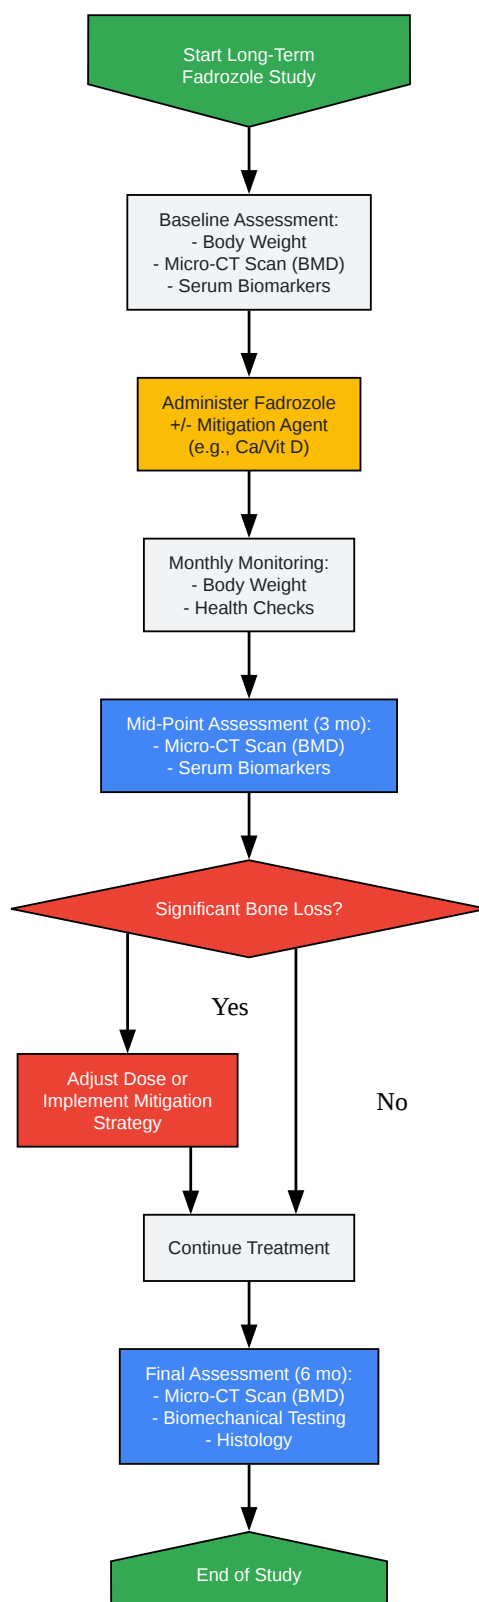 Start Long-Term
Fadrozole Study
Baseline Assessment:
- Body Weight
- Micro-CT Scan (BMD)
- Serum Biomarkers
Administer Fadrozole
+/- Mitigation Agent
(e.g., Ca/Vit D)
Monthly Monitoring:
- Body Weight
- Health Checks
Mid-Point Assessment (3 mo):
- Micro-CT Scan (BMD)
- Serum Biomarkers
Significant Bone Loss?
Yes
Adjust Dose or
Implement Mitigation
Strategy
No
Continue Treatment
Final Assessment (6 mo):
- Micro-CT Scan (BMD)
- Biomechanical Testing
- Histology
End of Study